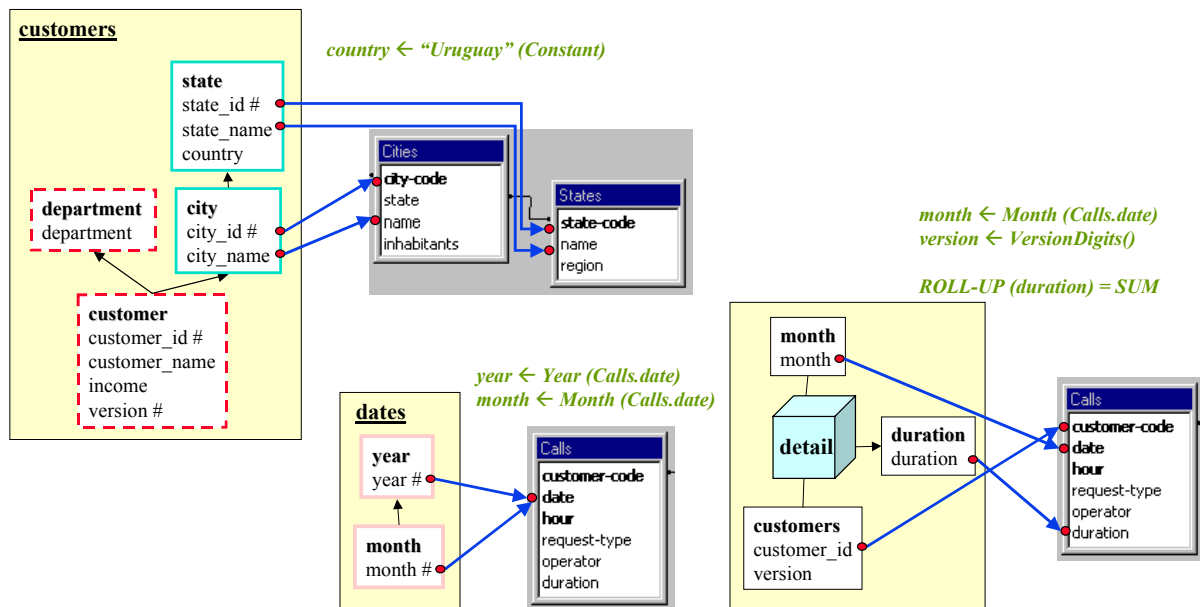 customers
country ← “Uruguay” (Constant)
state
state_id #
state_name
country
department
department
city
city_id #
city_name
customer
customer_id #
customer_name
income
version #
Cities
city-code
state
name
inhabitants
States
state-code
name
region
year ← Year (Calls.date)
month ← Month (Calls.date)
dates
year
year #
month
month #
Calls
customer-code
date
hour
request-type
operator
duration
month ← Month (Calls.date)
version ← VersionDigits()
ROLL-UP (duration) = SUM
month
month
detail
duration
duration
customers
customer_id
version
Calls
customer-code
date
hour
request-type
operator
duration